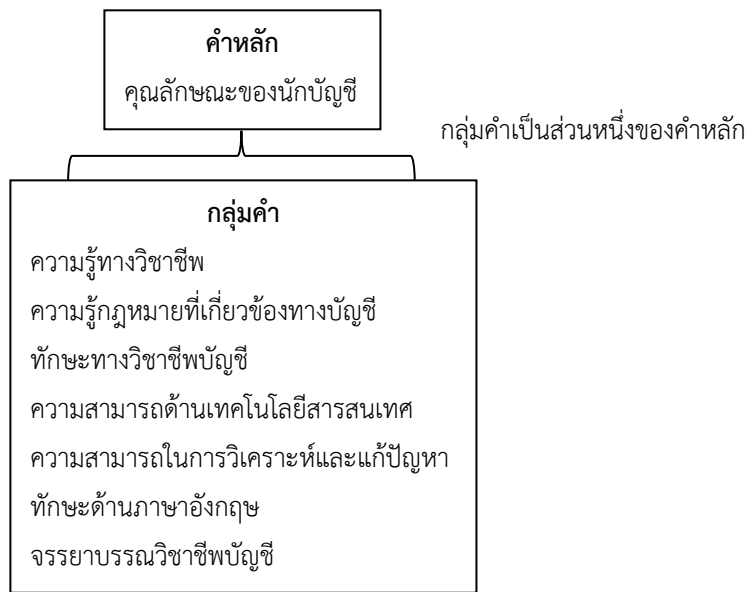 คำหลัก
คุณลักษณะของนักบัญชี
กลุ่มคำเป็นส่วนหนึ่งของคำหลัก
กลุ่มคำ
ความรู้ทางวิชาชีพ
ความรู้กฎหมายที่เกี่ยวข้องทางบัญชี
ทักษะทางวิชาชีพบัญชี
ความสามารถด้านเทคโนโลยีสารสนเทศ
ความสามารถในการวิเคราะห์และแก้ปัญหา
ทักษะด้านภาษาอังกฤษ
จรรยาบรรณวิชาชีพบัญชี